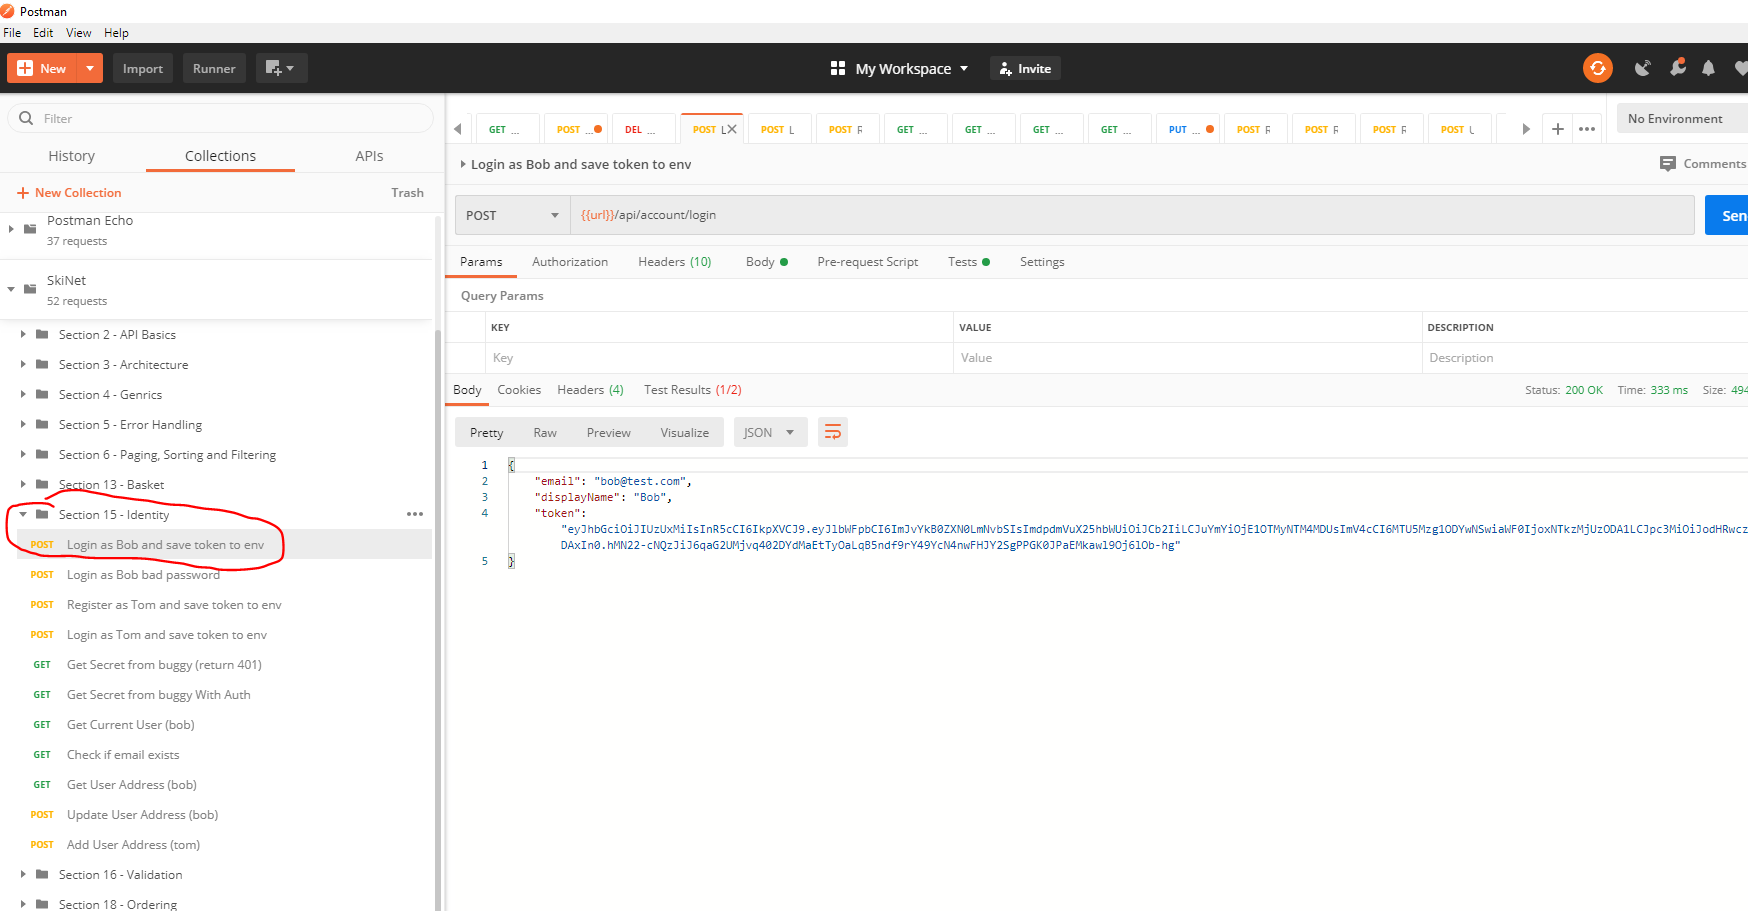 Postman
File Edit View Help
New Import Runner My Workspace Invite
Filter
History Collections APIs
New Collection Trash
Postman Echo
37 requests
SkiNet
52 requests
Section 2 - API Basics
Section 3 - Architecture
Section 4 - Genrics
Section 5 - Error Handling
Section 6 - Paging, Sorting and Filtering
Section 13 - Basket
Section 15 - Identity
POST Login as Bob and save token to env
POST Login as Bob bad password
POST Register as Tom and save token to env
POST Login as Tom and save token to env
GET Get Secret from buggy (return 401)
GET Get Secret from buggy With Auth
GET Get Current User (bob)
GET Check if email exists
GET Get User Address (bob)
POST Update User Address (bob)
POST Add User Address (tom)
Section 16 - Validation
Section 18 - Ordering
GET ... POST ... DEL ... POST L POST L POST R GET ... GET ... GET ... GET ... PUT ... POST R POST R POST R POST L No Environment
Login as Bob and save token to env Comments
POST {{url}}/api/account/login Sen
Params Authorization Headers (10) Body Pre-request Script Tests Settings
Query Params
KEY VALUE DESCRIPTION
Key Value Description
Body Cookies Headers (4) Test Results (1/2) Status: 200 OK Time: 333 ms Size: 494
Pretty Raw Preview Visualize JSON
1 {
2 "email": "bob@test.com",
3 "displayName": "Bob",
4 "token":
5 }